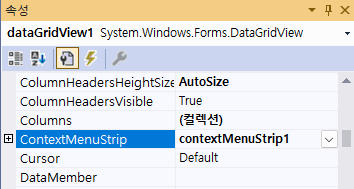 속성
dataGridView1 System.Windows.Forms.DataGridView
ColumnHeadersHeightSize AutoSize
ColumnHeadersVisible True
Columns (컬렉션)
ContextMenuStrip contextMenuStrip1
Cursor Default
DataMember